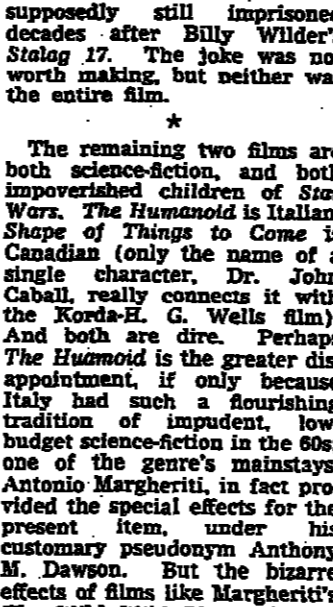 supposedly still imprisone
decades after Billy Wilder'
Stalag 17. The joke was no
worth making, but neither wa
the entire film.
★
The remaining two films are
both science-fiction, and both
impoverished children of Sta
Wars. The Humanoid is Italian
Shape of Things to Come i
Canadian (only the name of a
single character, Dr. John
Caball, really connects it with
the Korda-H. G. Wells film)
And both are dire. Perhaps
The Huamoid is the greater dis
appointment, if only because
Italy had such a flourishing
tradition of impudent, low
budget science-fiction in the 60s;
one of the genre's mainstays
Antonio Margheriti, in fact pro
vided the special effects for the
present item, under his
customary pseudonym Anthony
M. Dawson. But the bizarre
effects of films like Margheriti's